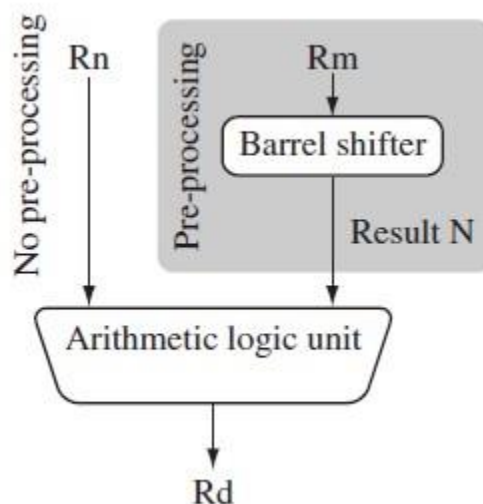 No pre-processing
Rn
Pre-processing
Rm
Barrel shifter
Result N
Arithmetic logic unit
Rd